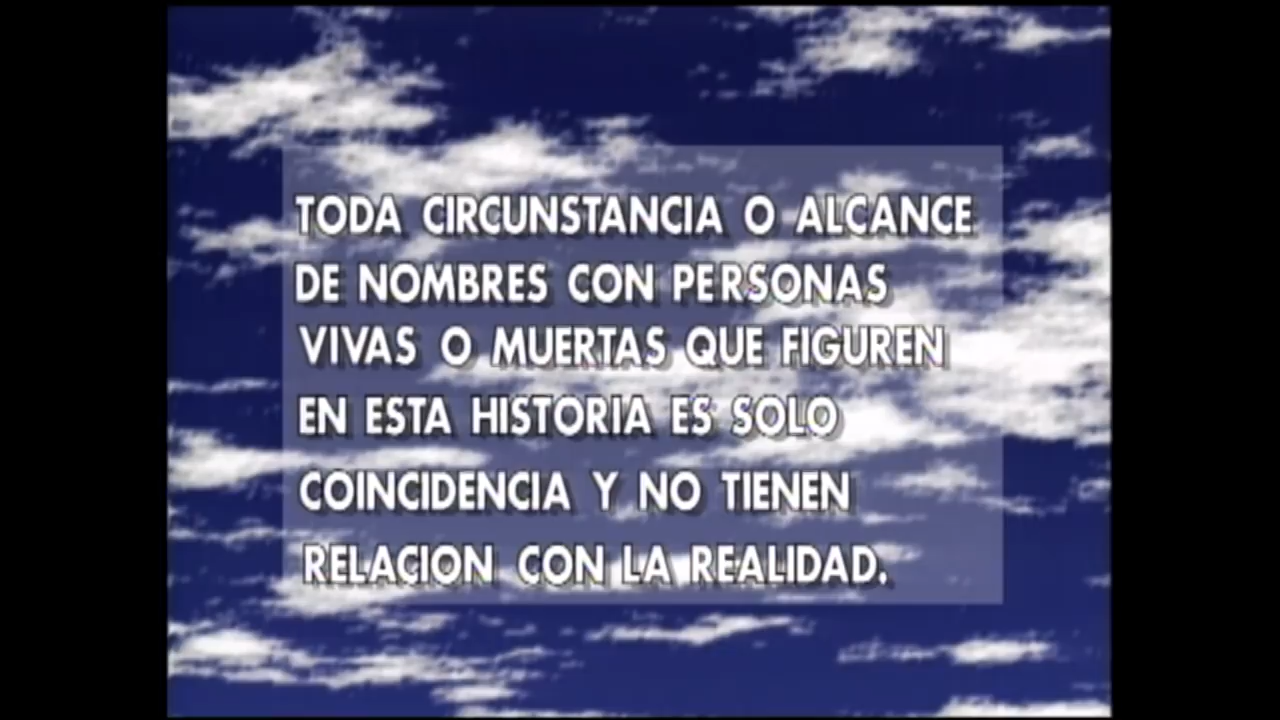 TODA CIRCUNSTANCIA O ALCANCE
DE NOMBRES CON PERSONAS
VIVAS O MUERTAS QUE FIGUREN
EN ESTA HISTORIA ES SOLO
COINCIDENCIA Y NO TIENEN
RELACION CON LA REALIDAD.